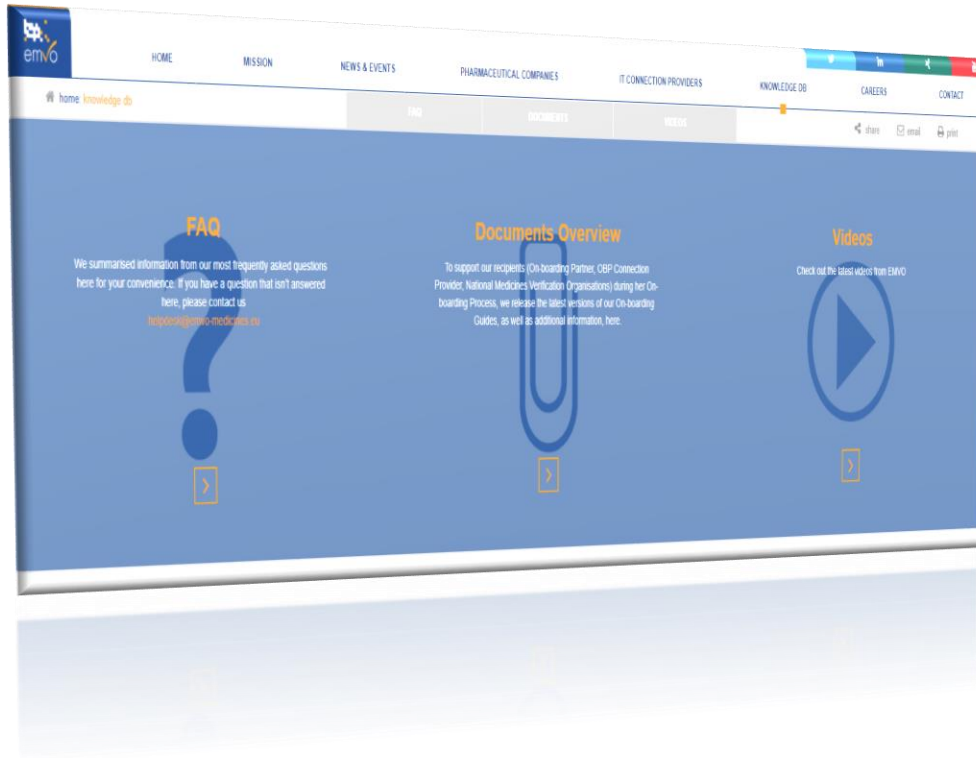 emvo
HOME
MISSION
NEWS & EVENTS
PHARMACEUTICAL COMPANIES
IT CONNECTION PROVIDERS
KNOWLEDGE DB
CAREERS
CONTACT
home knowledge db
FAQ
DOCUMENTS
VIDEOS
share
email
print
FAQ
We summarised information from our most frequently asked questions
here for your convenience. If you have a question that isn't answered
here, please contact us
helpdesk@emvo-medicines.eu
Documents Overview
To support our recipients (On-boarding Partner, OBP Connection
Provider, National Medicines Verification Organisations) during her On-
boarding Process, we release the latest versions of our On-boarding
Guides, as well as additional information, here.
Videos
Check out the latest videos from EMVO